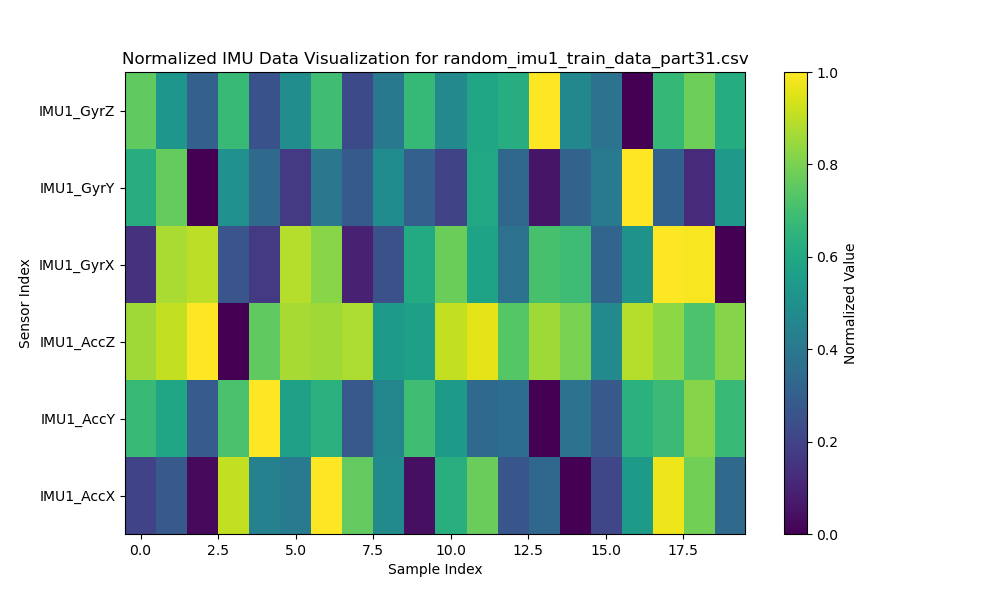 Normalized IMU Data Visualization for random_imu1_train_data_part31.csv
IMU1_GyrZ
IMU1_GyrY
IMU1_GyrX
IMU1_AccZ
IMU1_AccY
IMU1_AccX
Sensor Index
0.0 2.5 5.0 7.5 10.0 12.5 15.0 17.5
Sample Index
1.0
0.8
0.6
0.4
0.2
0.0
Normalized Value